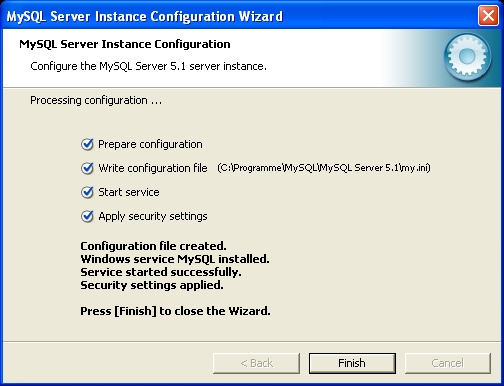 MySQL Server Instance Configuration Wizard
MySQL Server Instance Configuration
Configure the MySQL Server 5.1 server instance.
Processing configuration ...
Prepare configuration
Write configuration file (C:\Programme\MySQL\MySQL Server 5.1\my.ini)
Start service
Apply security settings
Configuration file created.
Windows service MySQL installed.
Service started successfully.
Security settings applied.
Press [Finish] to close the Wizard.
< Back Finish Cancel